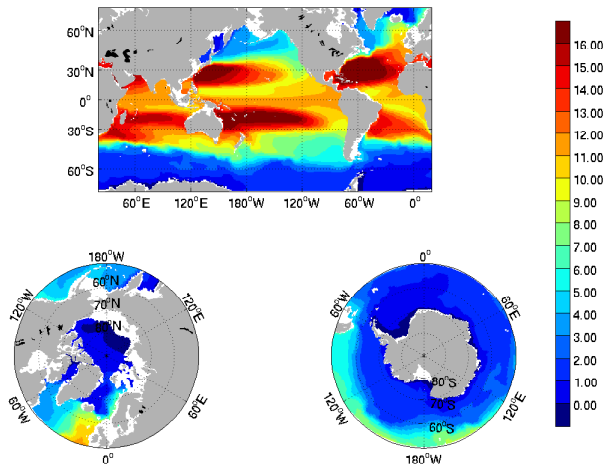 60°N
30°N
0°
30°S
60°S
60°E
120°E
180°W
120°W
60°W
0°
16.00
15.00
14.00
13.00
12.00
11.00
10.00
9.00
8.00
7.00
6.00
5.00
4.00
3.00
2.00
1.00
0.00
180°W
120°W
120°E
60°N
70°N
80°N
60°W
60°E
0°
0°
60°W
60°E
80°S
70°S
60°S
120°W
120°E
180°W